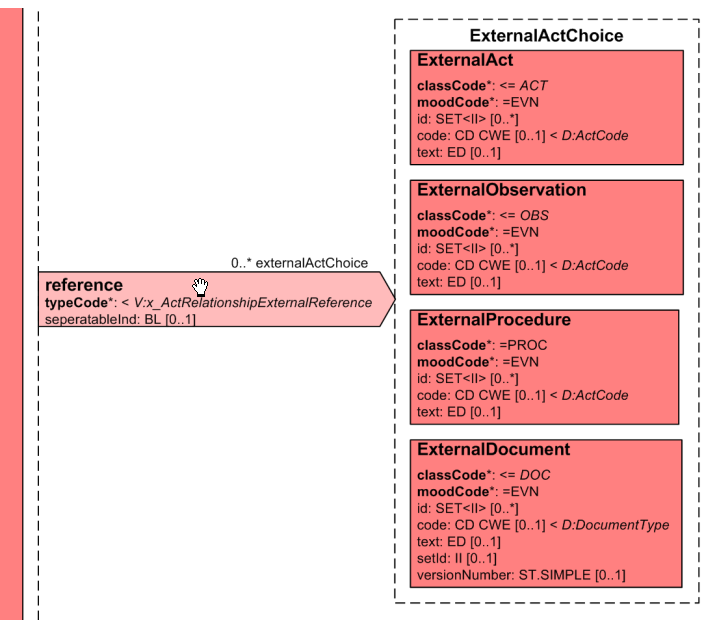 ExternalActChoice
ExternalAct
classCode*: <= ACT
moodCode*: =EVN
id: SET<II> [0..*]
code: CD CWE [0..1] < D:ActCode
text: ED [0..1]
ExternalObservation
classCode*: <= OBS
moodCode*: =EVN
id: SET<II> [0..*]
code: CD CWE [0..1] < D:ActCode
text: ED [0..1]
0..* externalActChoice
reference
typeCode*: < V:x_ActRelationshipExternalReference
seperatableInd: BL [0..1]
ExternalProcedure
classCode*: =PROC
moodCode*: =EVN
id: SET<II> [0..*]
code: CD CWE [0..1] < D:ActCode
text: ED [0..1]
ExternalDocument
classCode*: <= DOC
moodCode*: =EVN
id: SET<II> [0..*]
code: CD CWE [0..1] < D:DocumentType
text: ED [0..1]
setId: II [0..1]
versionNumber: ST.SIMPLE [0..1]